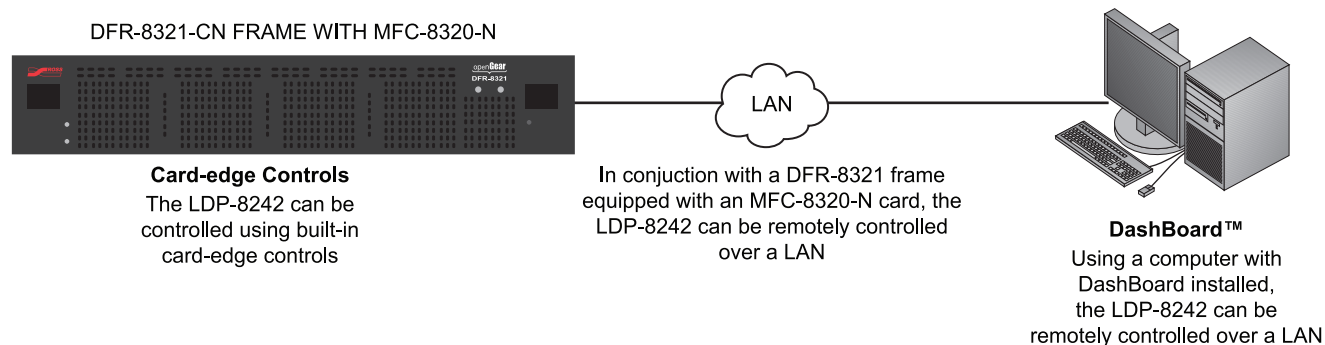 DFR-8321-CN FRAME WITH MFC-8320-N
ROSS
openGear
DFR-8321
LAN
Card-edge Controls
The LDP-8242 can be
controlled using built-in
card-edge controls
In conjuction with a DFR-8321 frame
equipped with an MFC-8320-N card, the
LDP-8242 can be remotely controlled
over a LAN
DashBoard™
Using a computer with
DashBoard installed,
the LDP-8242 can be
remotely controlled over a LAN